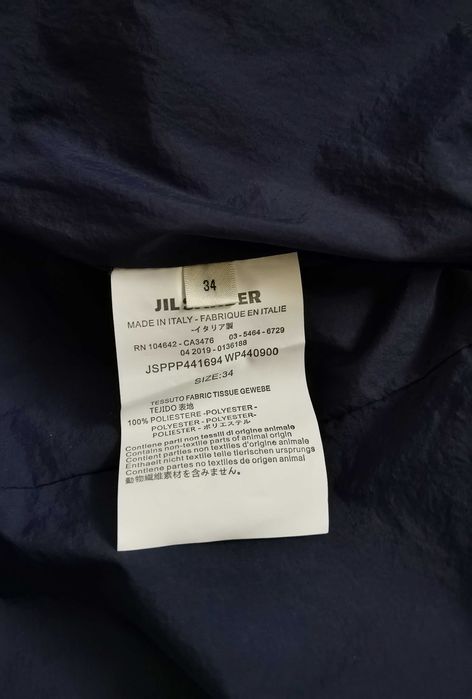 34
JIL SANDER
MADE IN ITALY - FABRIQUE EN ITALIE
-イタリア製
RN 104642 - CA3476 03-5464-6729
04 2019 - 0136188
JSPPP441694 WP440900
SIZE:34
TESSUTO FABRIC TISSUE GEWEBE
TEJIDO 表地
100% POLIESTERE -POLYESTER-
POLYESTER - POLYESTER-
POLIESTER - ポリエステル
Contiene parti non tessili di origine animale
Contains non-textile parts of animal origin
Contient parties non textiles d'origine animale
Enthaelt nicht textile teile tierischen ursprungs
Contiene partes no textiles de origen animal
動物繊維素材を含みません。